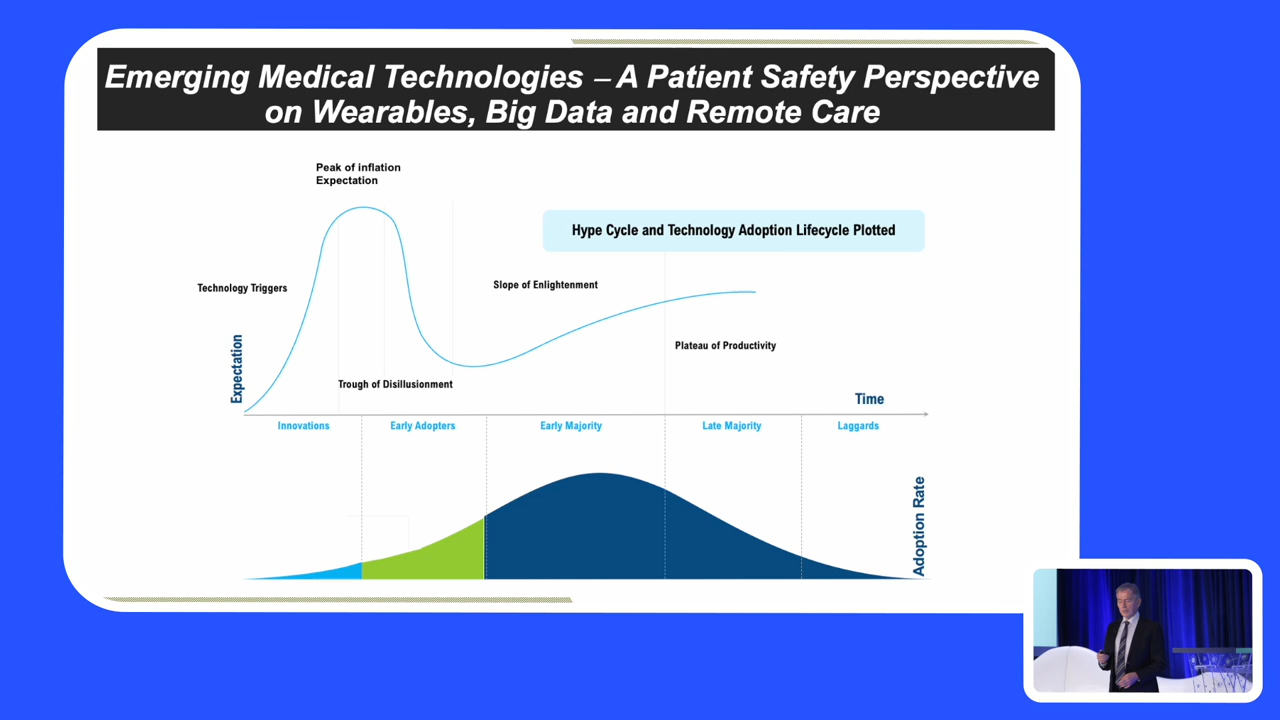 Emerging Medical Technologies – A Patient Safety Perspective
on Wearables, Big Data and Remote Care
Peak of inflation
Expectation
Hype Cycle and Technology Adoption Lifecycle Plotted
Technology Triggers
Slope of Enlightenment
Plateau of Productivity
Expectation
Trough of Disillusionment
Time
Innovations
Early Adopters
Early Majority
Late Majority
Laggards
Adoption Rate